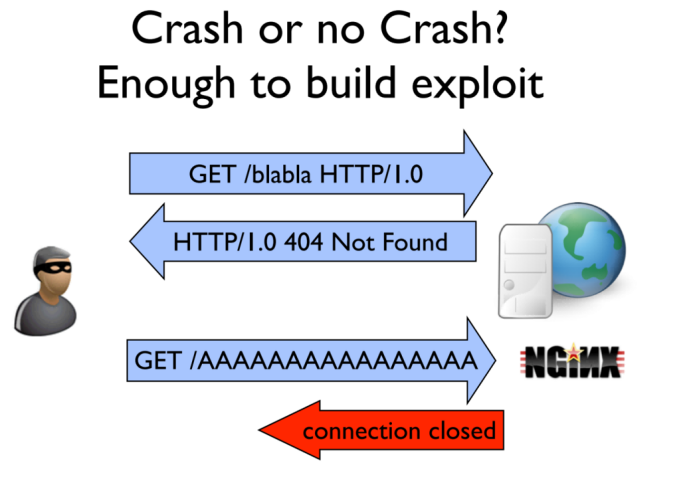 Crash or no Crash?
Enough to build exploit
GET /blabla HTTP/1.0
HTTP/1.0 404 Not Found
GET /AAAAAAAAAAAAAAAA
NGiNX
connection closed